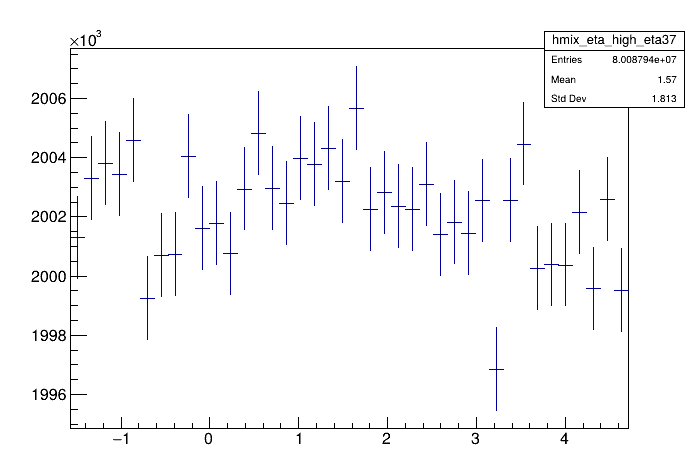 ×10³
hmix_eta_high_eta37
Entries 8.008794e+07
Mean 1.57
Std Dev 1.813
2006
2004
2002
2000
1998
1996
−1 0 1 2 3 4